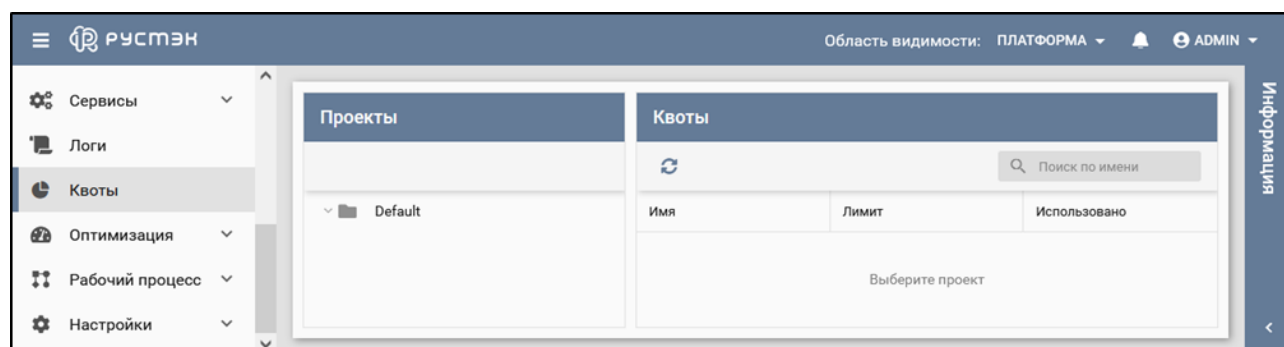 РУСТЭК
Область видимости: ПЛАТФОРМА ADMIN
Сервисы
Логи
Квоты
Оптимизация
Рабочий процесс
Настройки
Проекты
Default
Квоты
Поиск по имени
Имя Лимит Использовано
Выберите проект
Информация